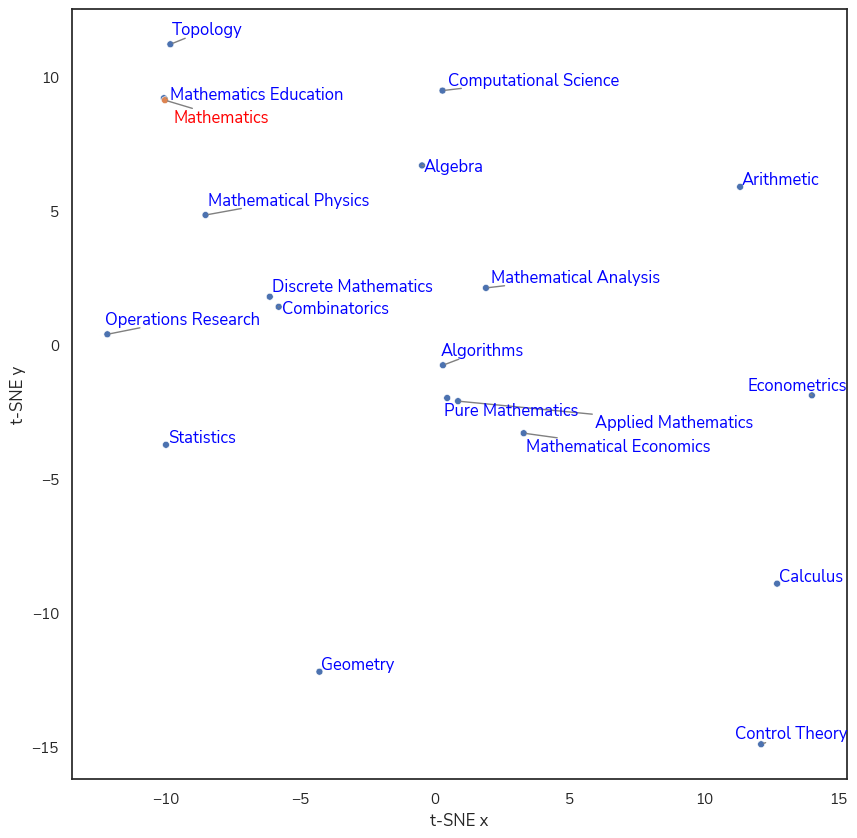 Topology
Computational Science
Mathematics Education
Mathematics
Algebra
Arithmetic
Mathematical Physics
Mathematical Analysis
Discrete Mathematics
Combinatorics
Operations Research
Algorithms
Econometrics
Pure Mathematics
Applied Mathematics
Statistics
Mathematical Economics
Calculus
Geometry
Control Theory
10
5
0
−5
−10
−15
t-SNE y
−10
−5
0
5
10
15
t-SNE x